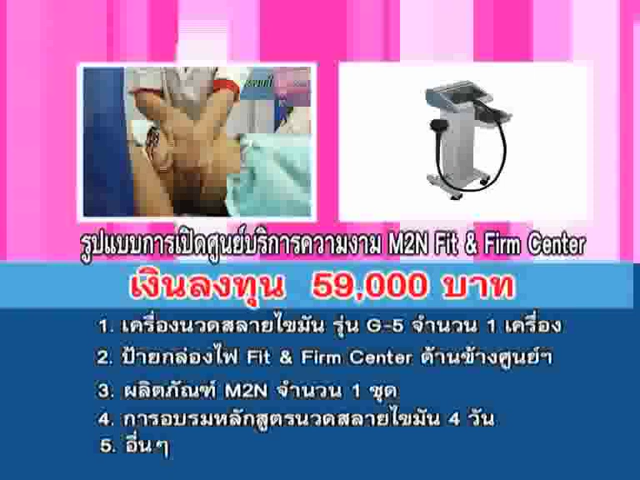 รูปแบบการเปิดศูนย์บริการความงาม M2N Fit & Firm Center
เงินลงทุน 59,000 บาท
1. เครื่องนวดสลายไขมัน รุ่น G-5 จำนวน 1 เครื่อง
2. ป้ายกล่องไฟ Fit & Firm Center ด้านข้างศูนย์ฯ
3. ผลิตภัณฑ์ M2N จำนวน 1 ชุด
4. การอบรมหลักสูตรนวดสลายไขมัน 4 วัน
5. อื่นๆ